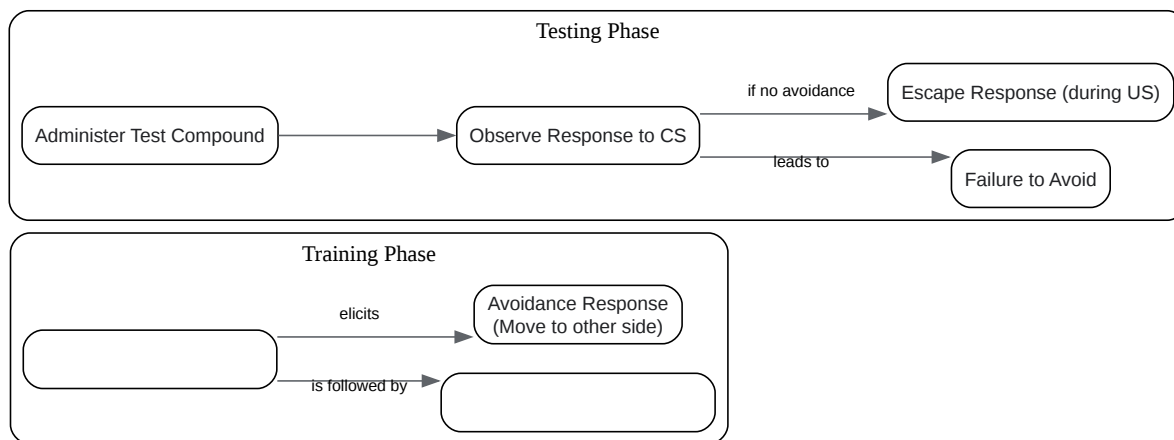 Testing Phase
if no avoidance
Escape Response (during US)
Administer Test Compound
Observe Response to CS
leads to
Failure to Avoid
Training Phase
elicits
Avoidance Response
(Move to other side)
is followed by